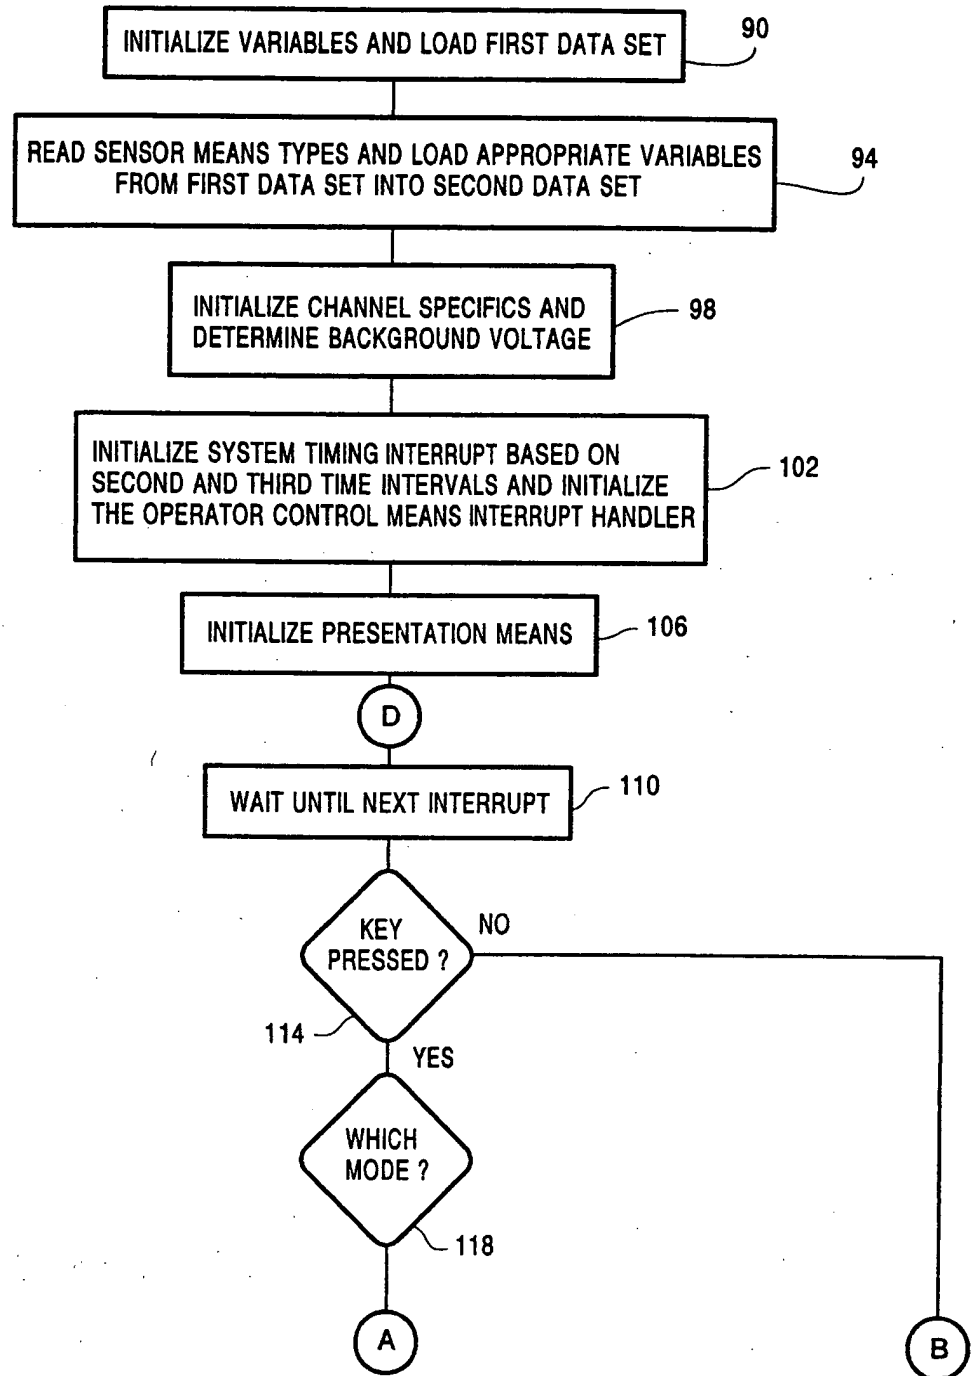 INITIALIZE VARIABLES AND LOAD FIRST DATA SET
90
READ SENSOR MEANS TYPES AND LOAD APPROPRIATE VARIABLES
FROM FIRST DATA SET INTO SECOND DATA SET
94
INITIALIZE CHANNEL SPECIFICS AND
DETERMINE BACKGROUND VOLTAGE
98
INITIALIZE SYSTEM TIMING INTERRUPT BASED ON
SECOND AND THIRD TIME INTERVALS AND INITIALIZE
THE OPERATOR CONTROL MEANS INTERRUPT HANDLER
102
INITIALIZE PRESENTATION MEANS
106
D
WAIT UNTIL NEXT INTERRUPT
110
KEY
PRESSED ?
NO
114
YES
WHICH
MODE ?
118
A
B